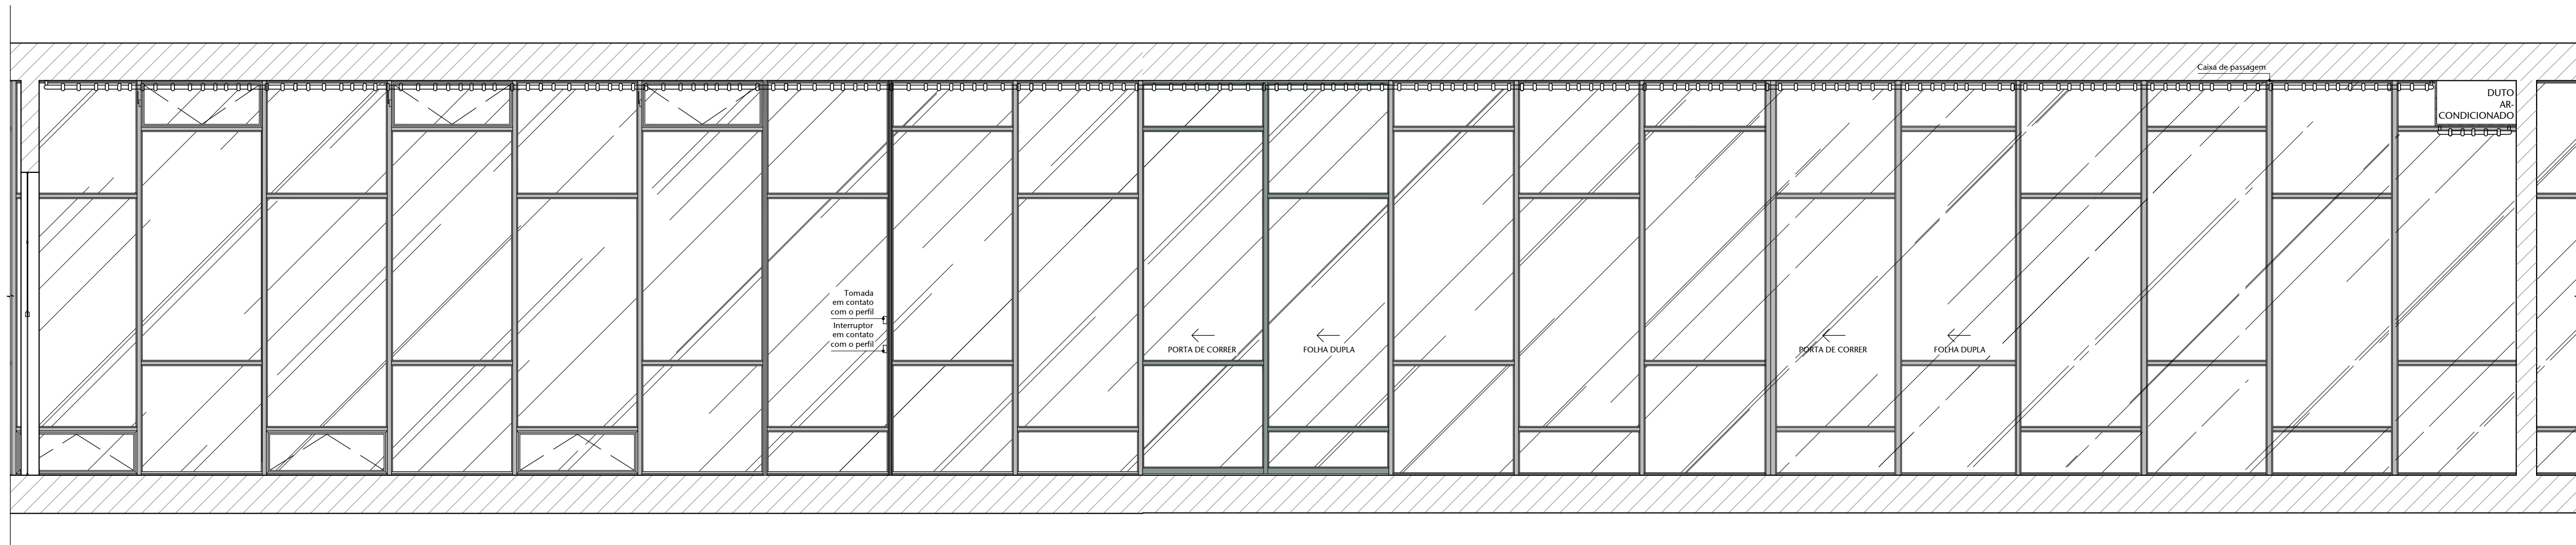 Caixa de passagem
DUTO
AR-
CONDICIONADO
Tomada
em contato
com o perfil
Interruptor
em contato
com o perfil
PORTA DE CORRER
FOLHA DUPLA
PORTA DE CORRER
FOLHA DUPLA